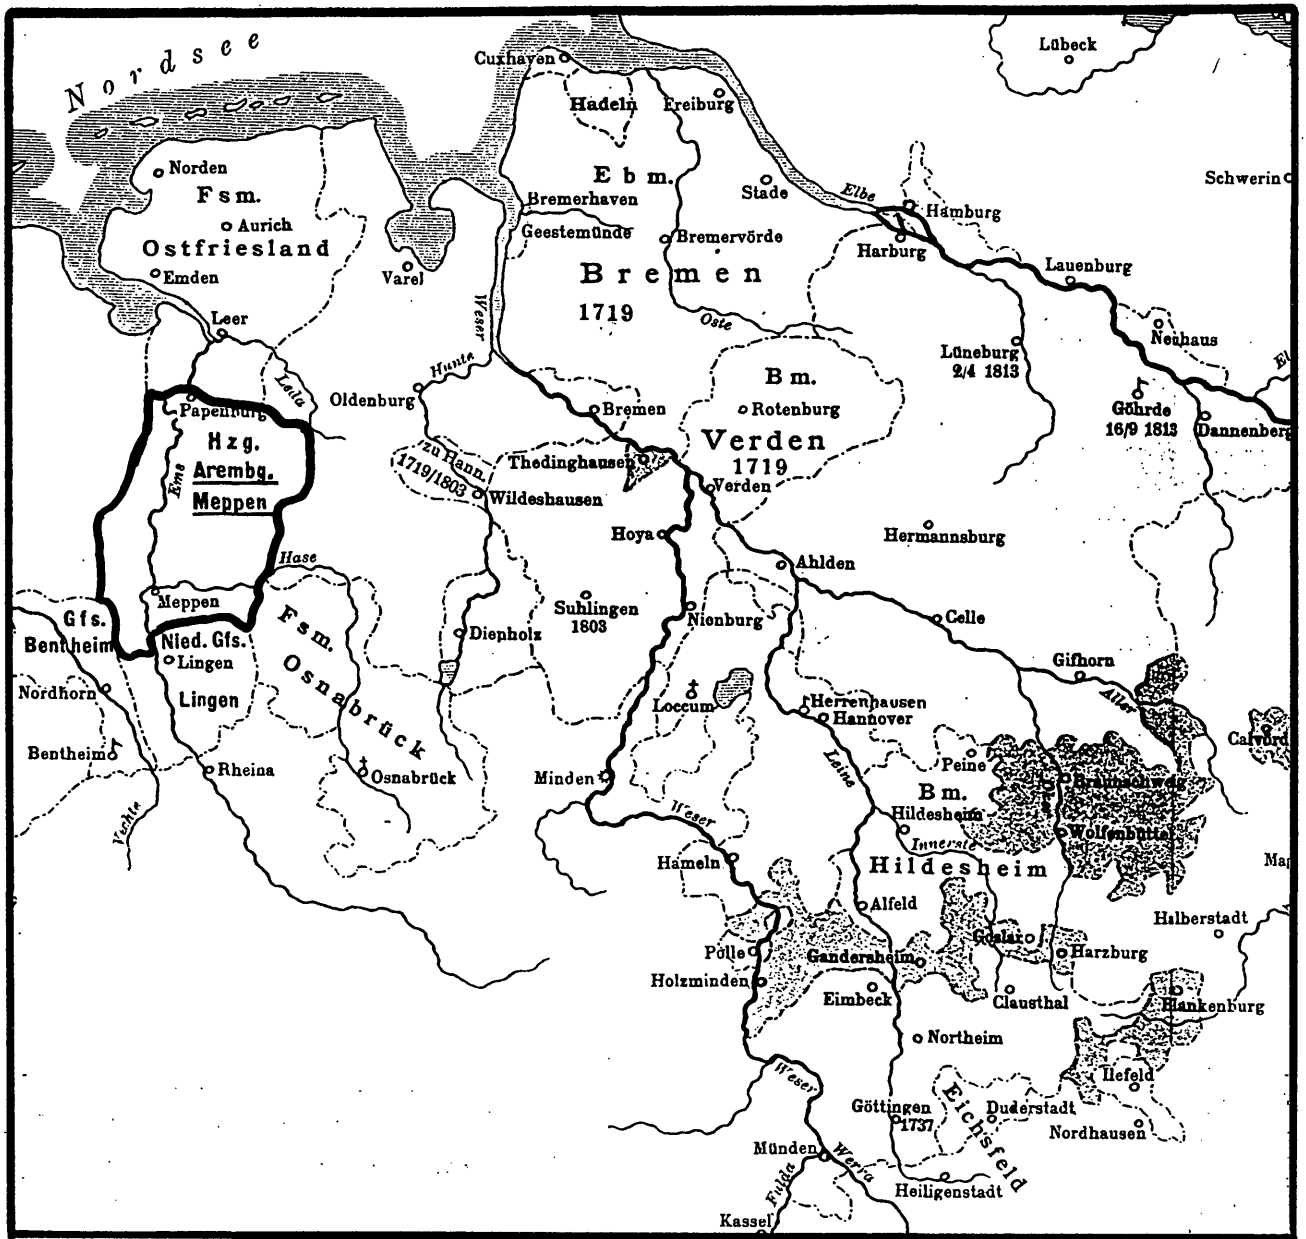 Nordsee
Cuxhaven
Hadeln
Freiburg
Lübeck
Norden
Fsm.
Aurich
Ostfriesland
Emden
Leer
Varel
Ebm.
Bremerhaven
Geestemünde
Stade
Bremervörde
Bremen
1719
Elbe
Hamburg
Harburg
Schwerin
Lauenburg
Neuhaus
Weser
Oste
Hunte
Leda
Oldenburg
Lüneburg
2/4 1813
Göhrde
16/9 1813
Dannenberg
Bm.
Rotenburg
Verden
1719
Bremen
Papenburg
Hzg.
Arembg.
Meppen
Ems
zu Hann.
1719/1803
Thedinghausen
Verden
Wildeshausen
Hoya
Hermannsburg
Hase
Ahlden
Meppen
Gfs.
Bentheim
Nied. Gfs.
Lingen
Lingen
Fsm.
Osnabrück
Suhlingen
1803
Nienburg
Celle
Diepholz
Gifhorn
Aller
Nordhorn
Loccum
Herrenhausen
Hannover
Bentheim
Rheina
Vechte
Osnabrück
Minden
Leine
Peine
Bm.
Hildesheim
Braunschweig
Wolfenbüttel
Calvörd
Weser
Innerste
Hameln
Hildesheim
Alfeld
Halberstadt
Goslar
Harzburg
Polle
Gandersheim
Holzminden
Eimbeck
Clausthal
Blankenburg
Northeim
Ilefeld
Weser
Göttingen
1737
Eichsfeld
Duderstadt
Nordhausen
Münden
Werra
Fulda
Heiligenstadt
Kassel